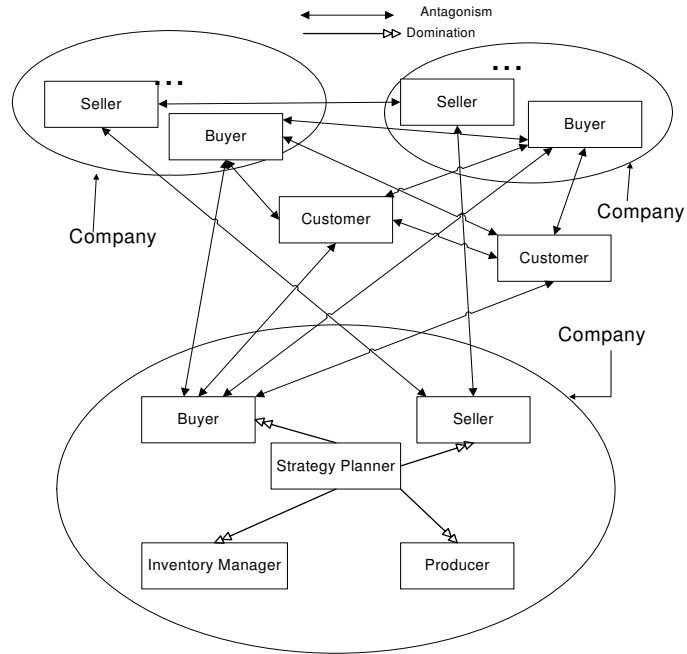 Antagonism
Domination
...
...
Seller
Seller
Buyer
Buyer
Company
Customer
Company
Customer
Company
Buyer
Seller
Strategy Planner
Inventory Manager
Producer